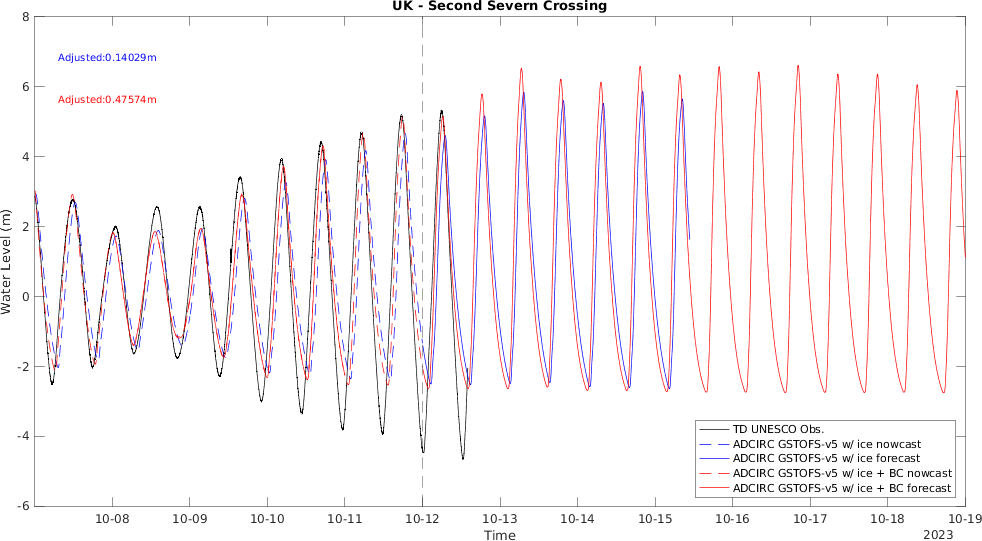 UK - Second Severn Crossing
8
6
4
2
0
-2
-4
-6
Water Level (m)
Adjusted:0.14029m
Adjusted:0.47574m
TD UNESCO Obs.
ADCIRC GSTOFS-v5 w/ ice nowcast
ADCIRC GSTOFS-v5 w/ ice forecast
ADCIRC GSTOFS-v5 w/ ice + BC nowcast
ADCIRC GSTOFS-v5 w/ ice + BC forecast
10-08 10-09 10-10 10-11 10-12 10-13 10-14 10-15 10-16 10-17 10-18 10-19
Time
2023